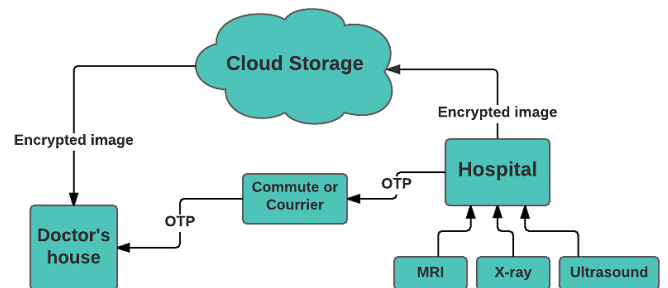 Cloud Storage
Encrypted image
Encrypted image
Hospital
Commute or
Courrier
OTP
OTP
Doctor's
house
MRI
X-ray
Ultrasound